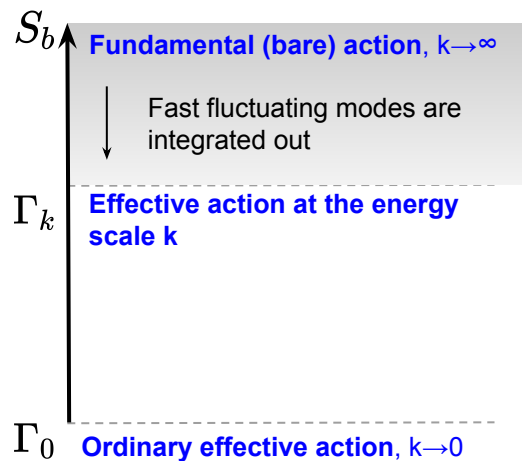 S_b
Fundamental (bare) action, k→∞
Fast fluctuating modes are
integrated out
Γ_k
Effective action at the energy
scale k
Γ_0
Ordinary effective action, k→0